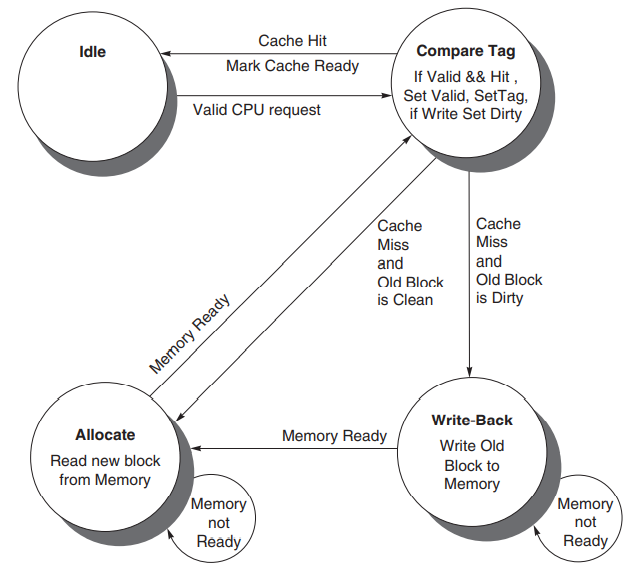 Idle
Cache Hit
Mark Cache Ready
Valid CPU request
Compare Tag
If Valid && Hit ,
Set Valid, SetTag,
if Write Set Dirty
Cache
Miss
and
Old Block
is Clean
Cache
Miss
and
Old Block
is Dirty
Memory Ready
Allocate
Read new block
from Memory
Memory
not
Ready
Memory Ready
Write-Back
Write Old
Block to
Memory
Memory
not
Ready